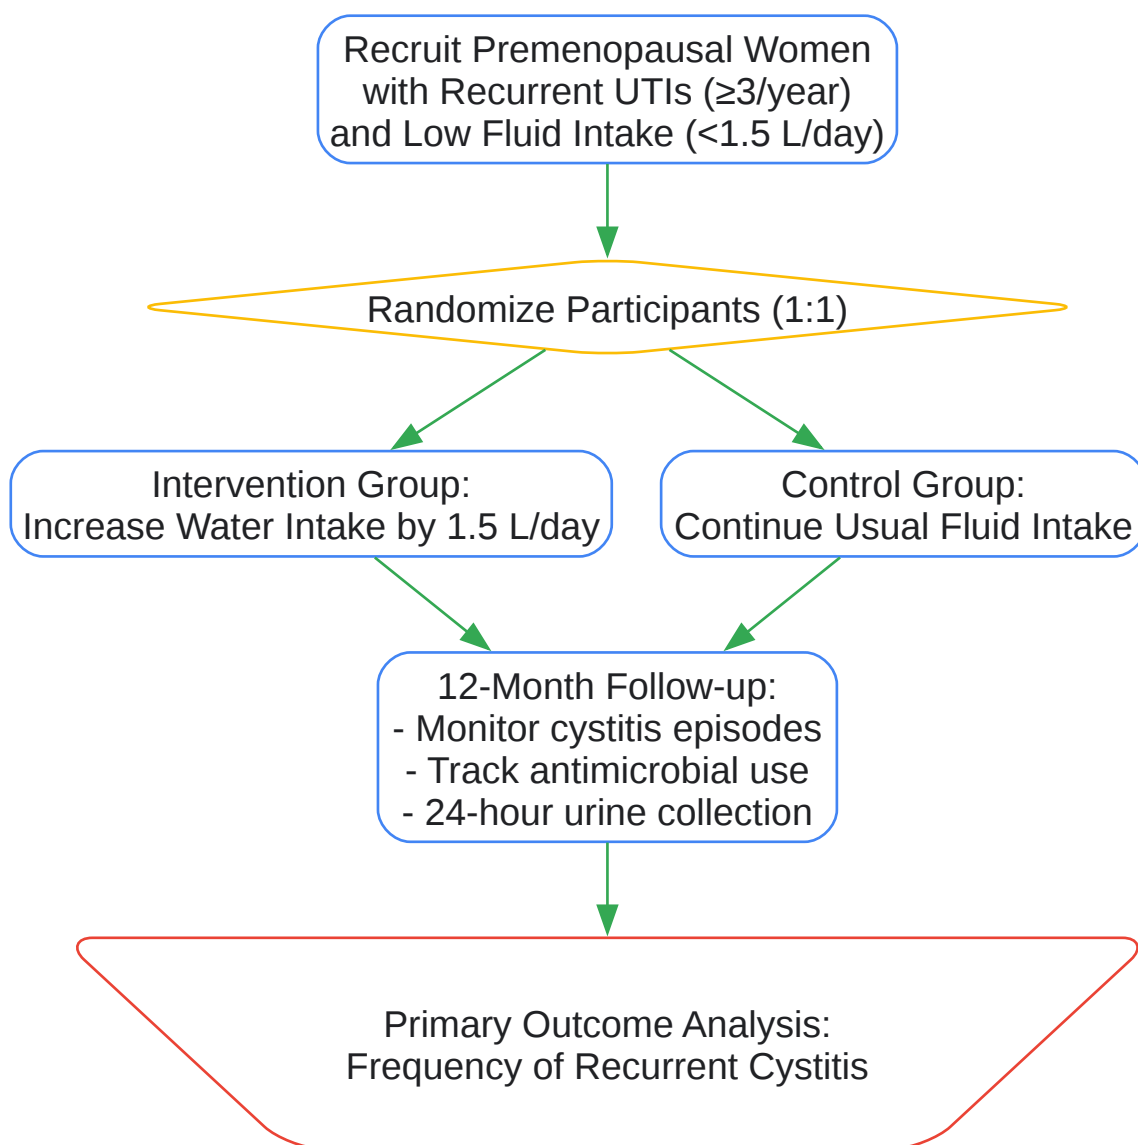 Recruit Premenopausal Women
with Recurrent UTIs (≥3/year)
and Low Fluid Intake (<1.5 L/day)
Randomize Participants (1:1)
Intervention Group:
Increase Water Intake by 1.5 L/day
Control Group:
Continue Usual Fluid Intake
12-Month Follow-up:
- Monitor cystitis episodes
- Track antimicrobial use
- 24-hour urine collection
Primary Outcome Analysis:
Frequency of Recurrent Cystitis